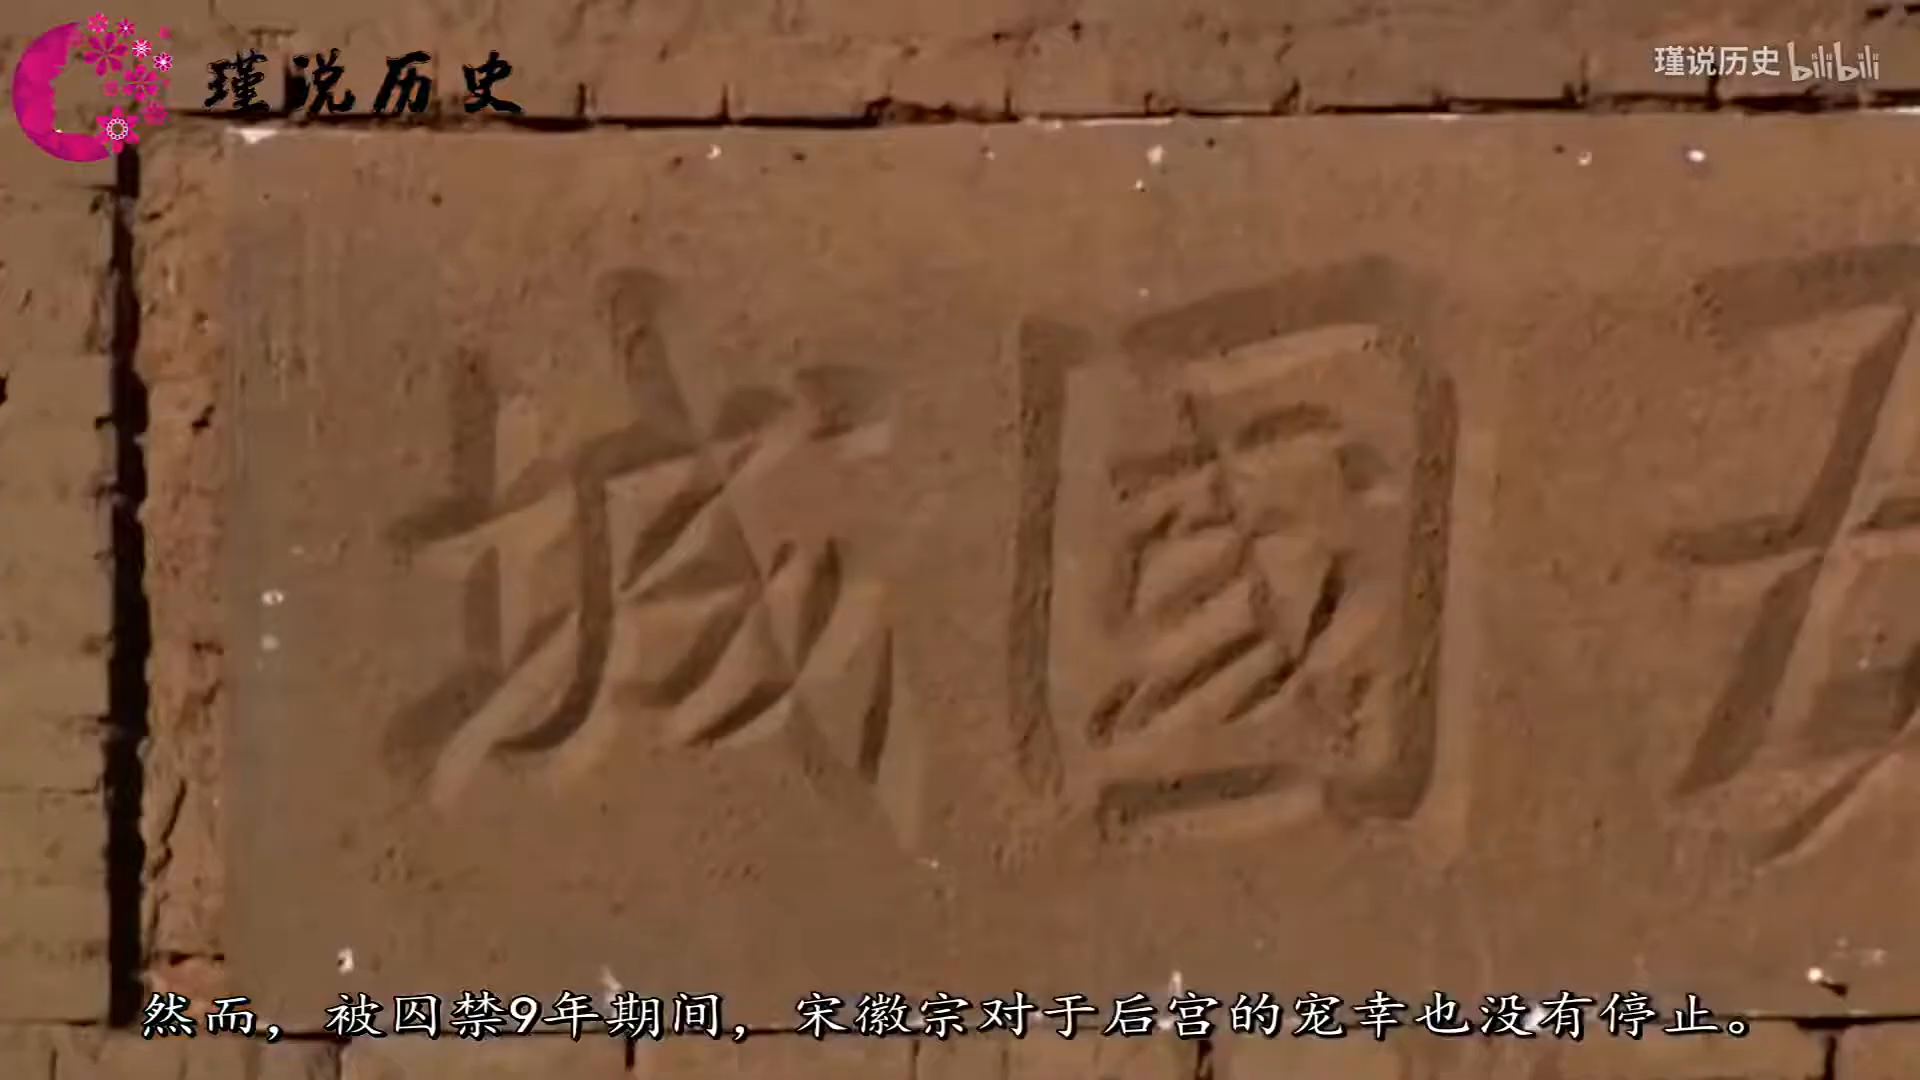 瑾说历史
瑾说历史 bilibili
國城
然而，被囚禁9年期间，宋徽宗对于后宫的宠幸也没有停止。